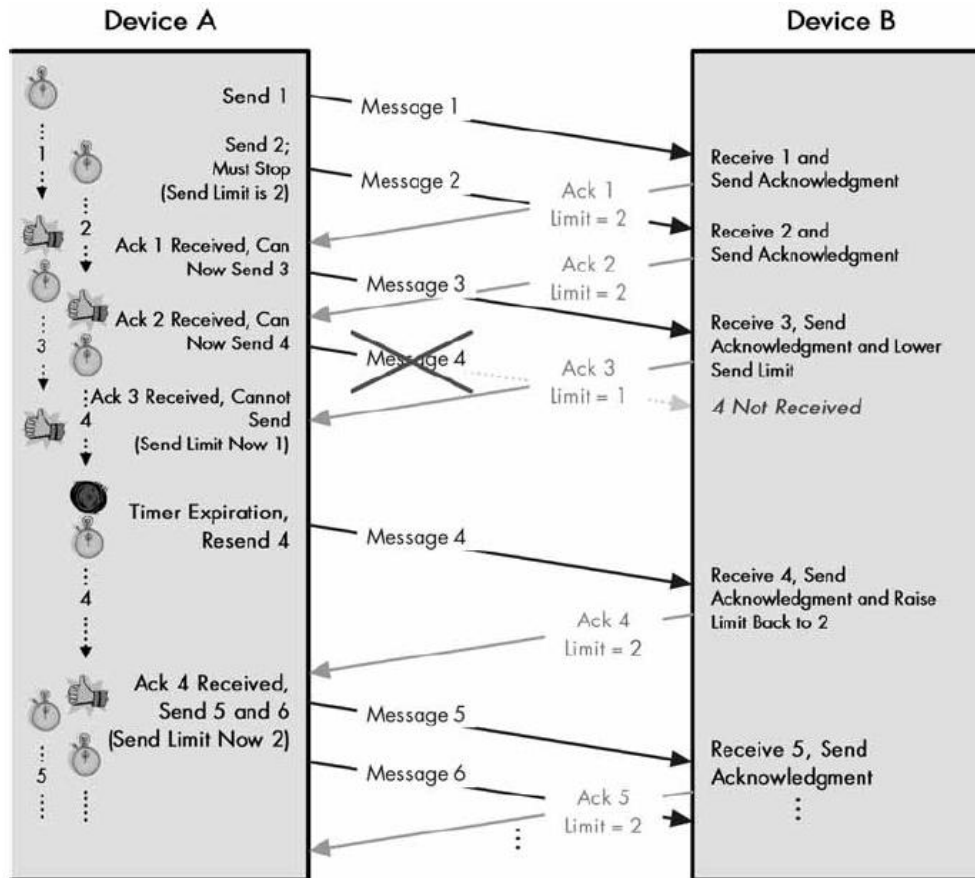 Device A
Device B
Send 1
Message 1
1
Send 2;
Must Stop
(Send Limit is 2)
Message 2
Receive 1 and
Send Acknowledgment
Ack 1
Limit = 2
2
Ack 1 Received, Can
Now Send 3
Receive 2 and
Send Acknowledgment
Ack 2
Limit = 2
Message 3
3
Ack 2 Received, Can
Now Send 4
Message 4
Receive 3, Send
Acknowledgment and Lower
Send Limit
Ack 3
Limit = 1
4 Not Received
4
Ack 3 Received, Cannot
Send
(Send Limit Now 1)
Timer Expiration,
Resend 4
Message 4
4
Receive 4, Send
Acknowledgment and Raise
Limit Back to 2
Ack 4
Limit = 2
Ack 4 Received,
Send 5 and 6
(Send Limit Now 2)
Message 5
5
Message 6
Receive 5, Send
Acknowledgment
Ack 5
Limit = 2